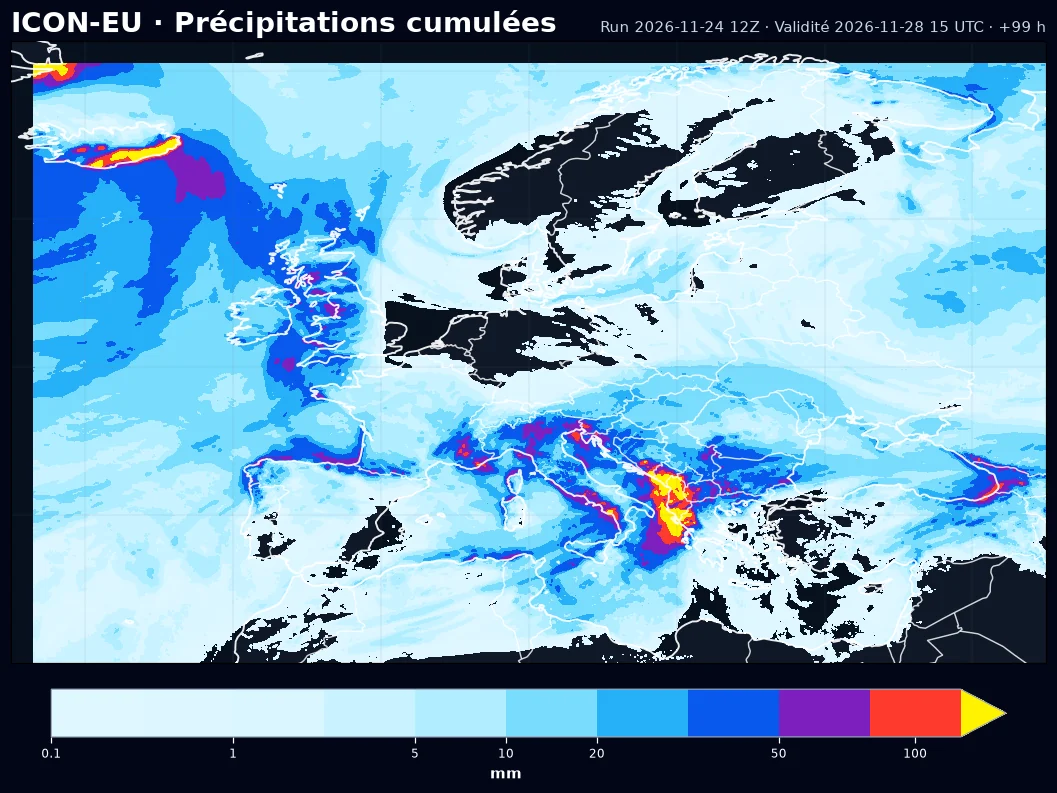 ICON-EU · Précipitations cumulées
Run 2026-11-24 12Z · Validité 2026-11-28 15 UTC · +99 h
0.1 1 5 10 20 50 100
mm